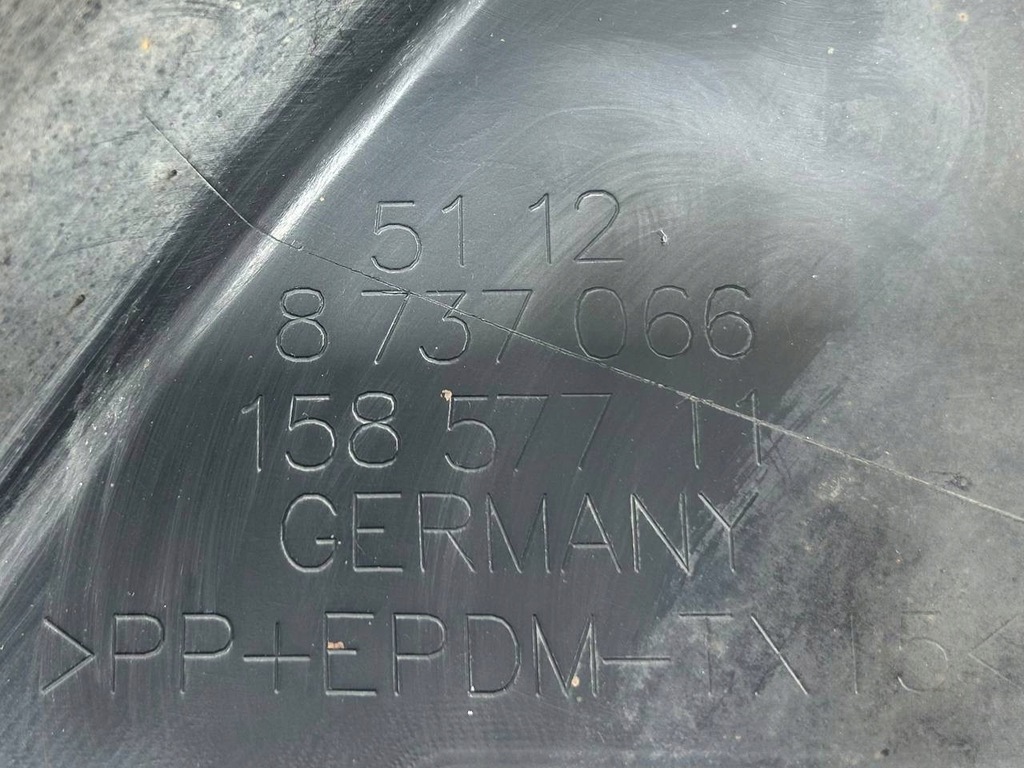 51 12
8 737 066
158 577 11
GERMANY
>PP+EPDM-TX15<